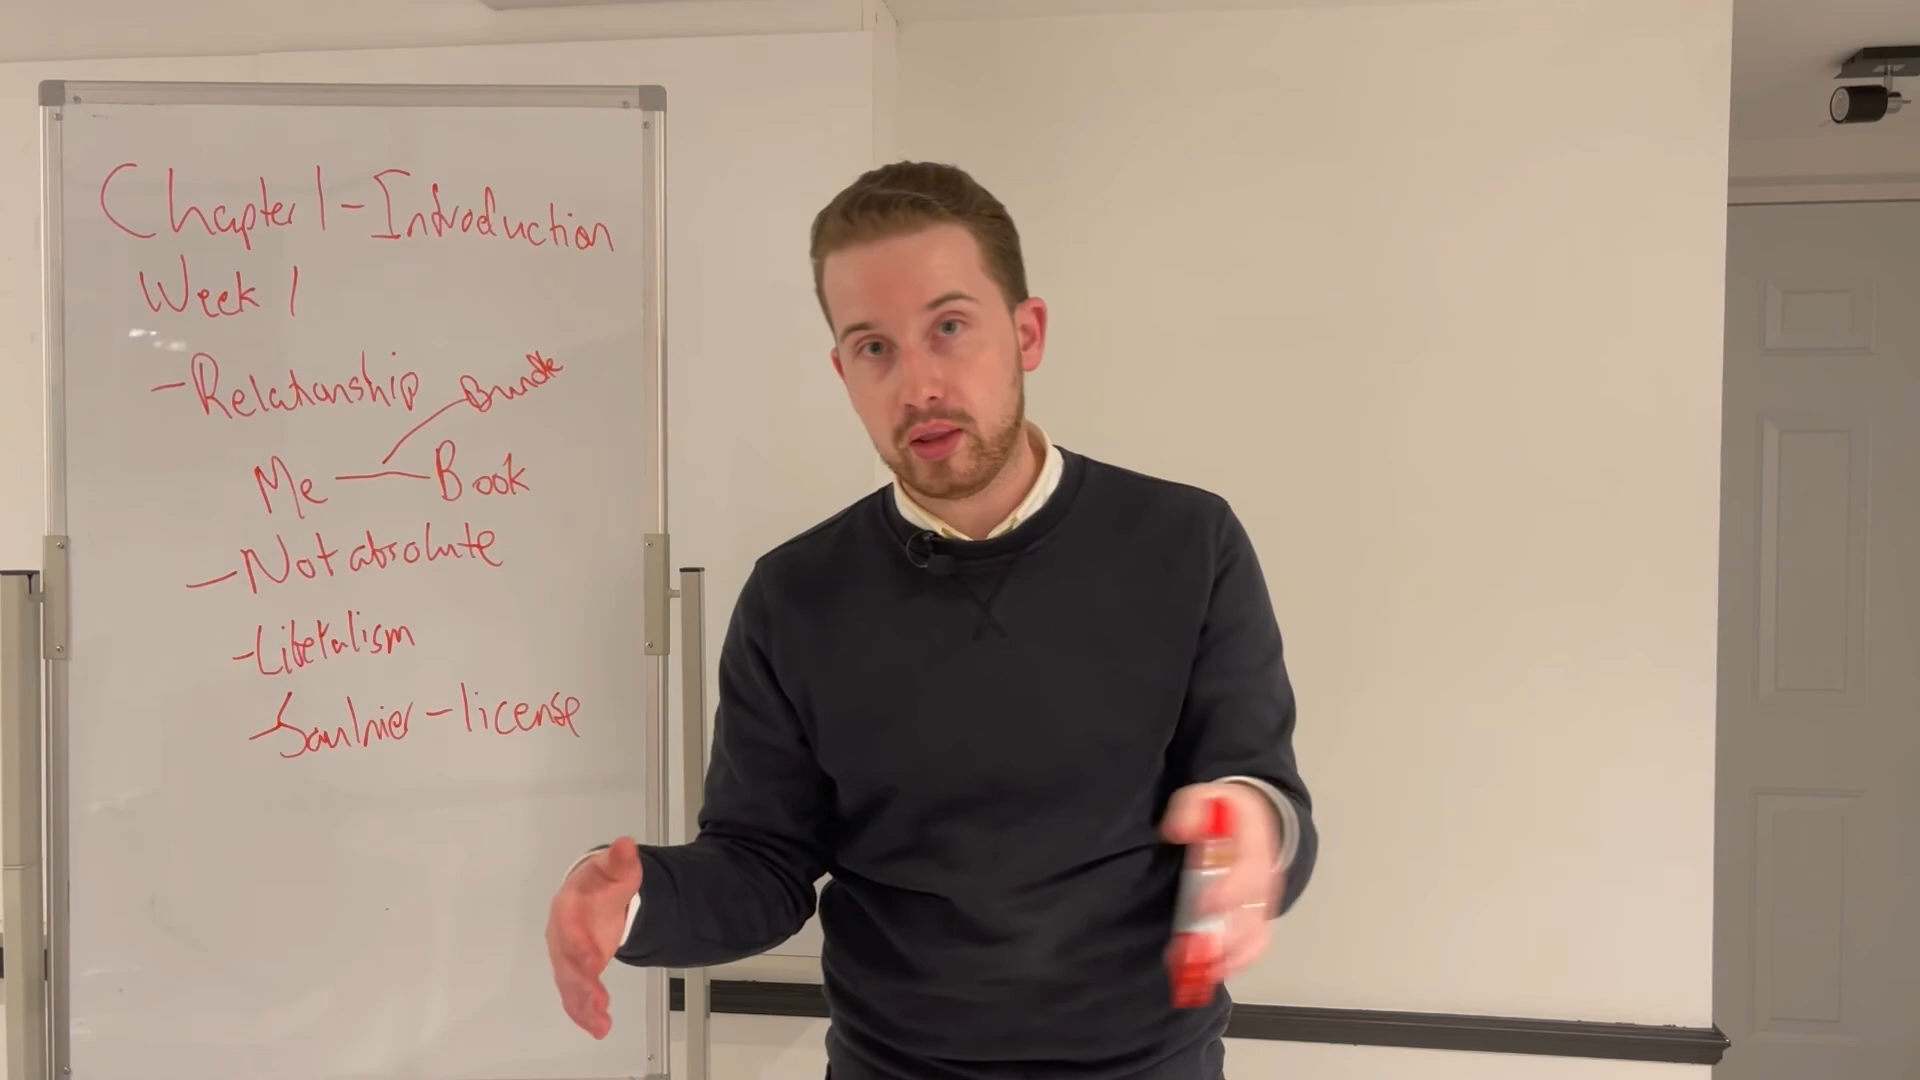 Chapter 1 - Introduction
Week 1
- Relationship
Bundle
Me — Book
- Not absolute
- Liberalism
- Saulnier - license